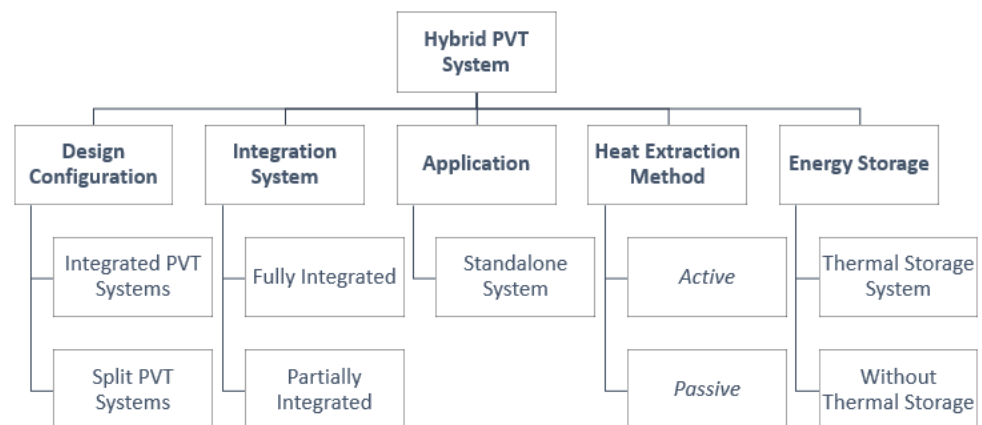 Hybrid PVT
System
Design
Configuration
Integration
System
Application
Heat Extraction
Method
Energy Storage
Integrated PVT
Systems
Fully Integrated
Standalone
System
Active
Thermal Storage
System
Split PVT
Systems
Partially
Integrated
Passive
Without
Thermal Storage